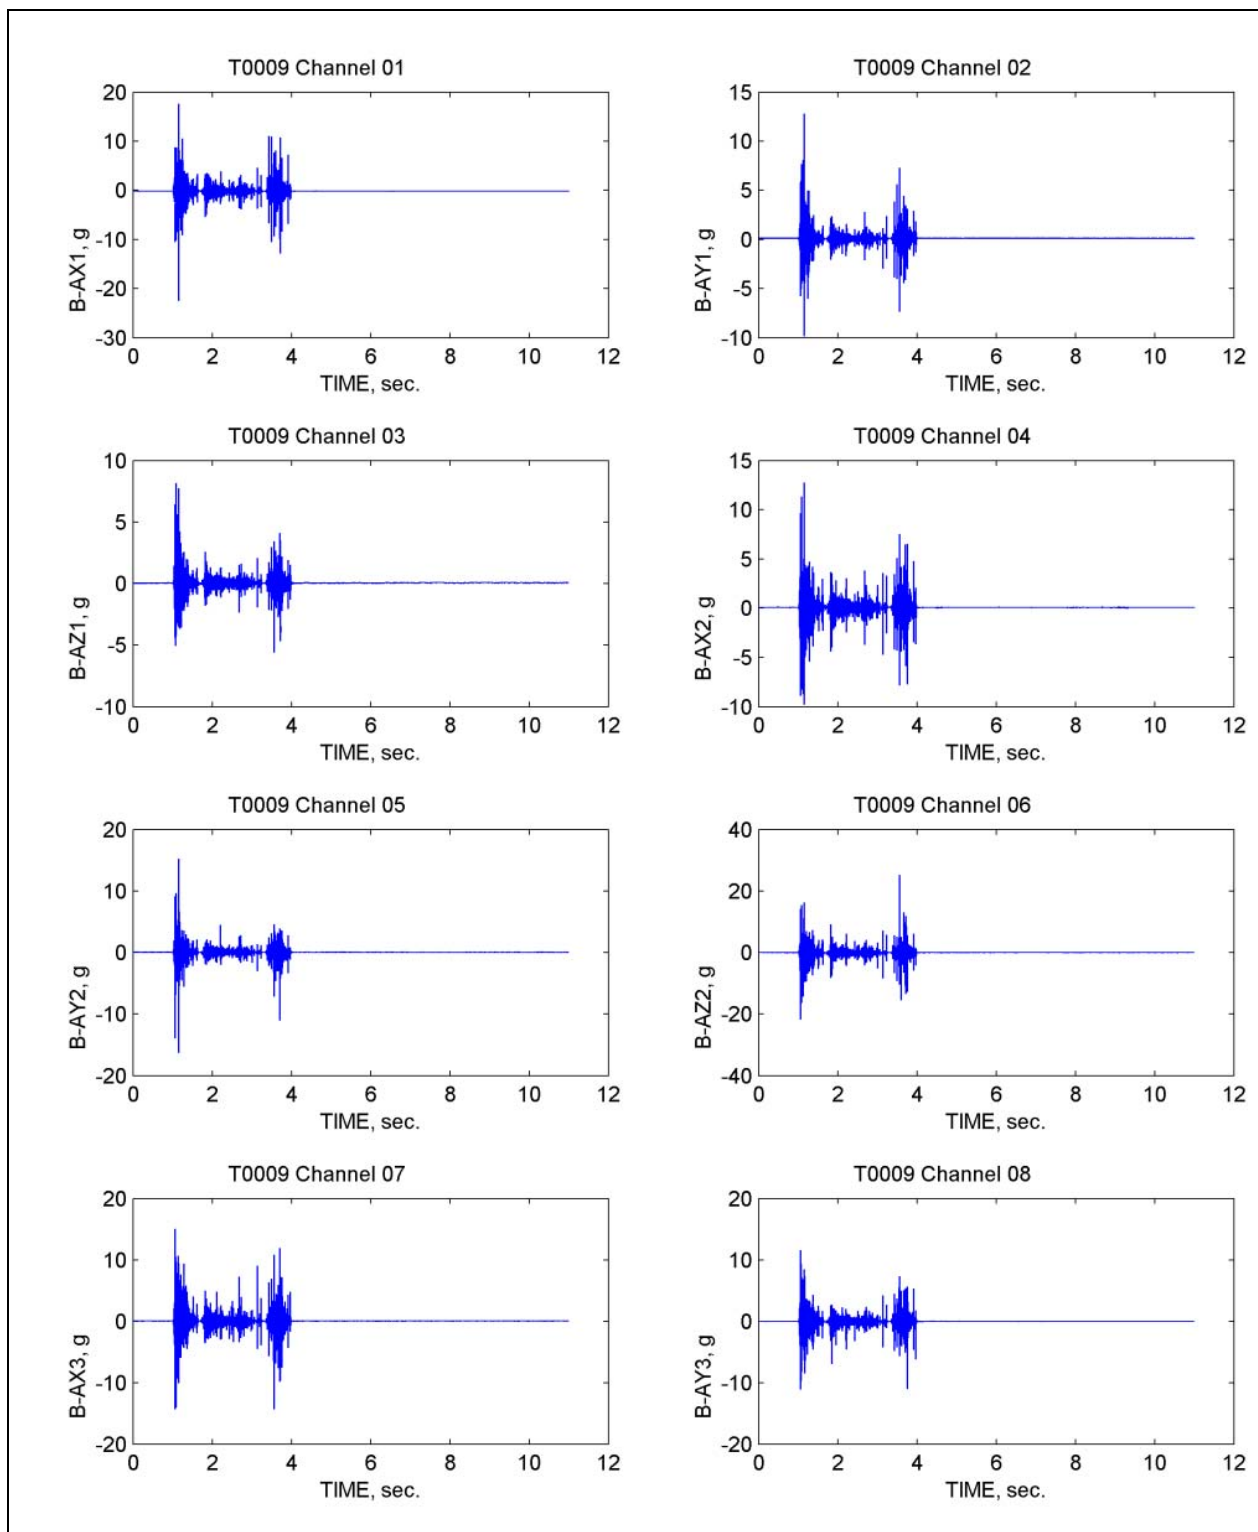 T0009 Channel 01
20
10
0
-10
-20
-30
B-AX1, g
0 2 4 6 8 10 12
TIME, sec.
T0009 Channel 02
15
10
5
0
-5
-10
B-AY1, g
0 2 4 6 8 10 12
TIME, sec.
T0009 Channel 03
10
5
0
-5
-10
B-AZ1, g
0 2 4 6 8 10 12
TIME, sec.
T0009 Channel 04
15
10
5
0
-5
-10
B-AX2, g
0 2 4 6 8 10 12
TIME, sec.
T0009 Channel 05
20
10
0
-10
-20
B-AY2, g
0 2 4 6 8 10 12
TIME, sec.
T0009 Channel 06
40
20
0
-20
-40
B-AZ2, g
0 2 4 6 8 10 12
TIME, sec.
T0009 Channel 07
20
10
0
-10
-20
B-AX3, g
0 2 4 6 8 10 12
TIME, sec.
T0009 Channel 08
20
10
0
-10
-20
B-AY3, g
0 2 4 6 8 10 12
TIME, sec.